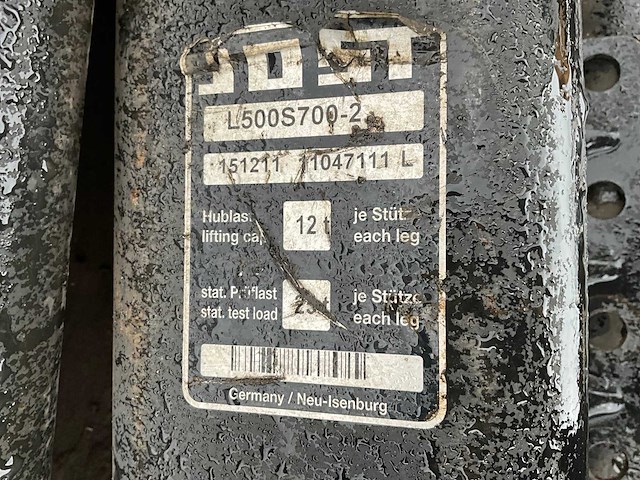 JOST
L500S700-2
151211 11047111 L
Hublast 12 t je Stütze
lifting cap. each leg
stat. Prüflast je Stütze
stat. test load each leg
Germany / Neu-Isenburg